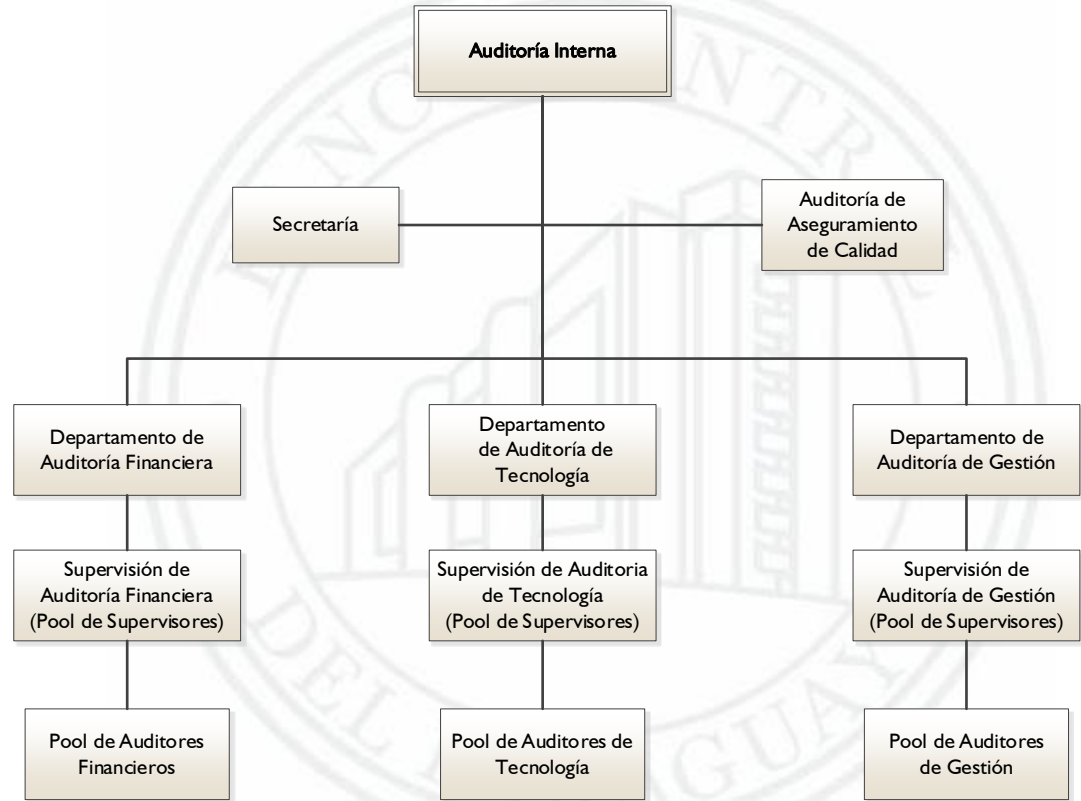 Auditoría Interna
Secretaría
Auditoría de
Aseguramiento
de Calidad
Departamento de
Auditoría Financiera
Departamento
de Auditoría de
Tecnología
Departamento de
Auditoría de Gestión
Supervisión de
Auditoría Financiera
(Pool de Supervisores)
Supervisión de Auditoria
de Tecnología
(Pool de Supervisores)
Supervisión de
Auditoría de Gestión
(Pool de Supervisores)
Pool de Auditores
Financieros
Pool de Auditores de
Tecnología
Pool de Auditores
de Gestión
DEL